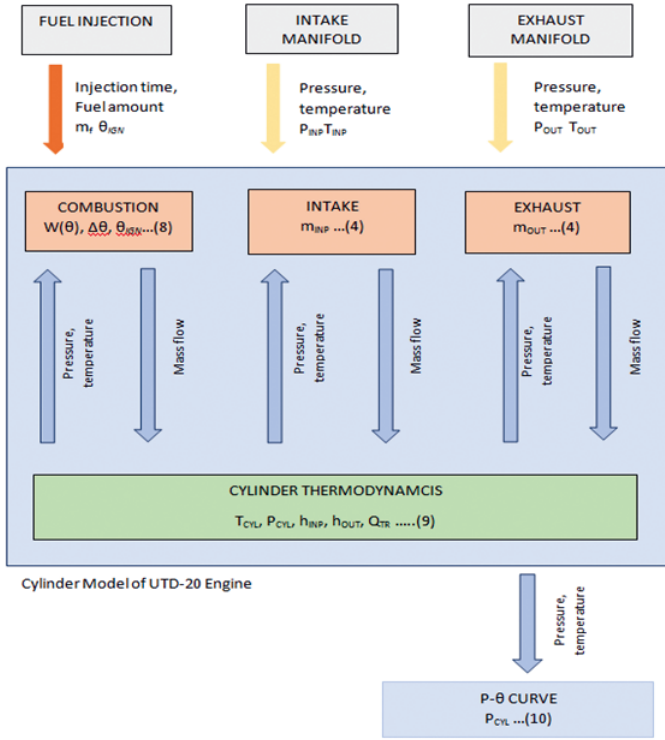 FUEL INJECTION
INTAKE
MANIFOLD
EXHAUST
MANIFOLD
Injection time,
Fuel amount
mf θIGN
Pressure,
temperature
PINPTINP
Pressure,
temperature
POUT TOUT
COMBUSTION
W(θ), Δθ, θIGN...(8)
INTAKE
mINP ...(4)
EXHAUST
mOUT ...(4)
Pressure,
temperature
Mass flow
Pressure,
temperature
Mass flow
Pressure,
temperature
Mass flow
CYLINDER THERMODYNAMCIS
TCYL, PCYL, hINP, hOUT, QTR .....(9)
Cylinder Model of UTD-20 Engine
Pressure,
temperature
P-θ CURVE
PCYL ...(10)